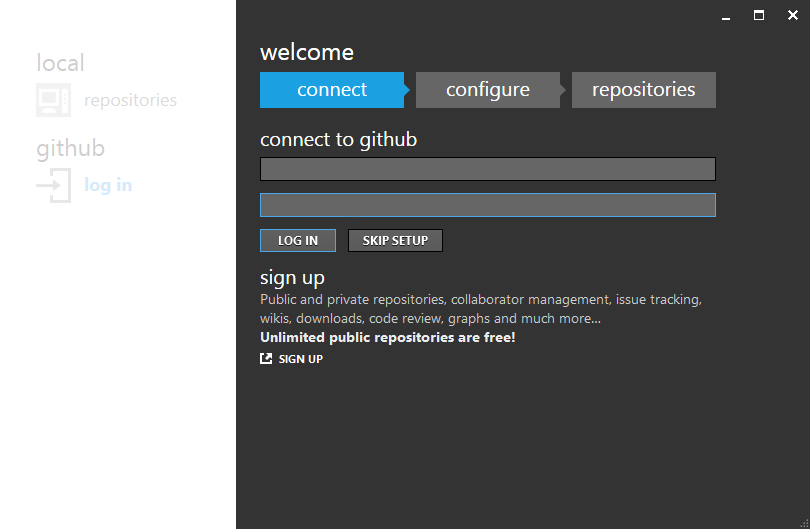 local
repositories
github
log in
welcome
connect configure repositories
connect to github
LOG IN SKIP SETUP
sign up
Public and private repositories, collaborator management, issue tracking,
wikis, downloads, code review, graphs and much more...
Unlimited public repositories are free!
SIGN UP